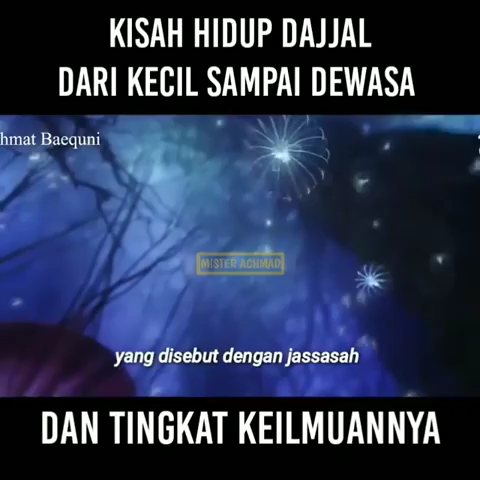 KISAH HIDUP DAJJAL
DARI KECIL SAMPAI DEWASA
hmat Baequni
MISTER ACHMAD
yang disebut dengan jassasah
DAN TINGKAT KEILMUANNYA